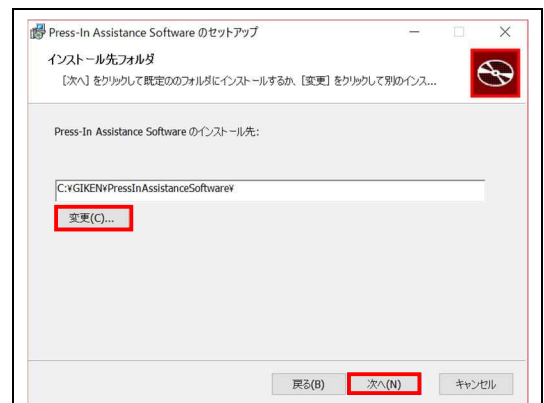 Press-In Assistance Software のセットアップ
インストール先フォルダ
[次へ] をクリックして既定ののフォルダにインストールするか、[変更] をクリックして別のインス...
Press-In Assistance Software のインストール先:
C:¥GIKEN¥PressInAssistanceSoftware¥
変更(C)...
戻る(B) 次へ(N) キャンセル